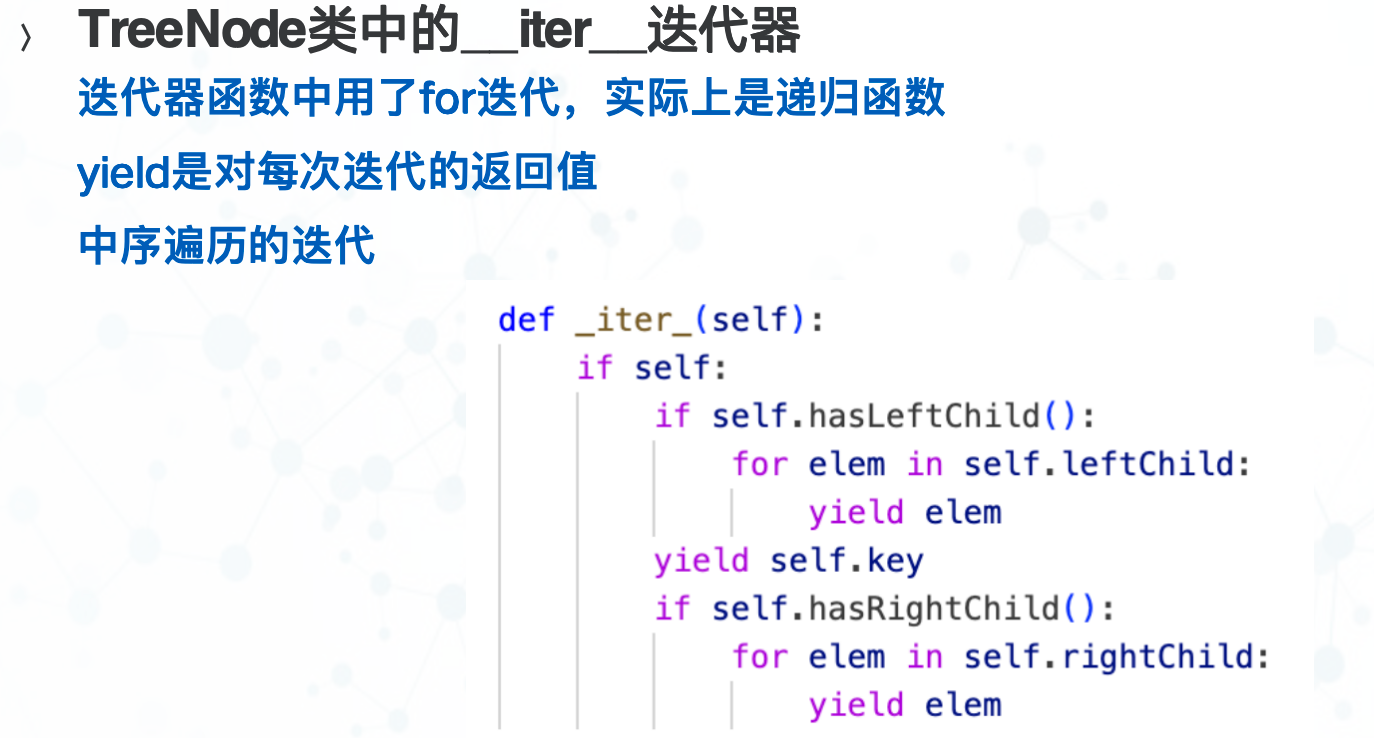 › TreeNode类中的__iter__迭代器
迭代器函数中用了for迭代，实际上是递归函数
yield是对每次迭代的返回值
中序遍历的迭代
def _iter_(self):
    if self:
        if self.hasLeftChild():
            for elem in self.leftChild:
                yield elem
        yield self.key
        if self.hasRightChild():
            for elem in self.rightChild:
                yield elem